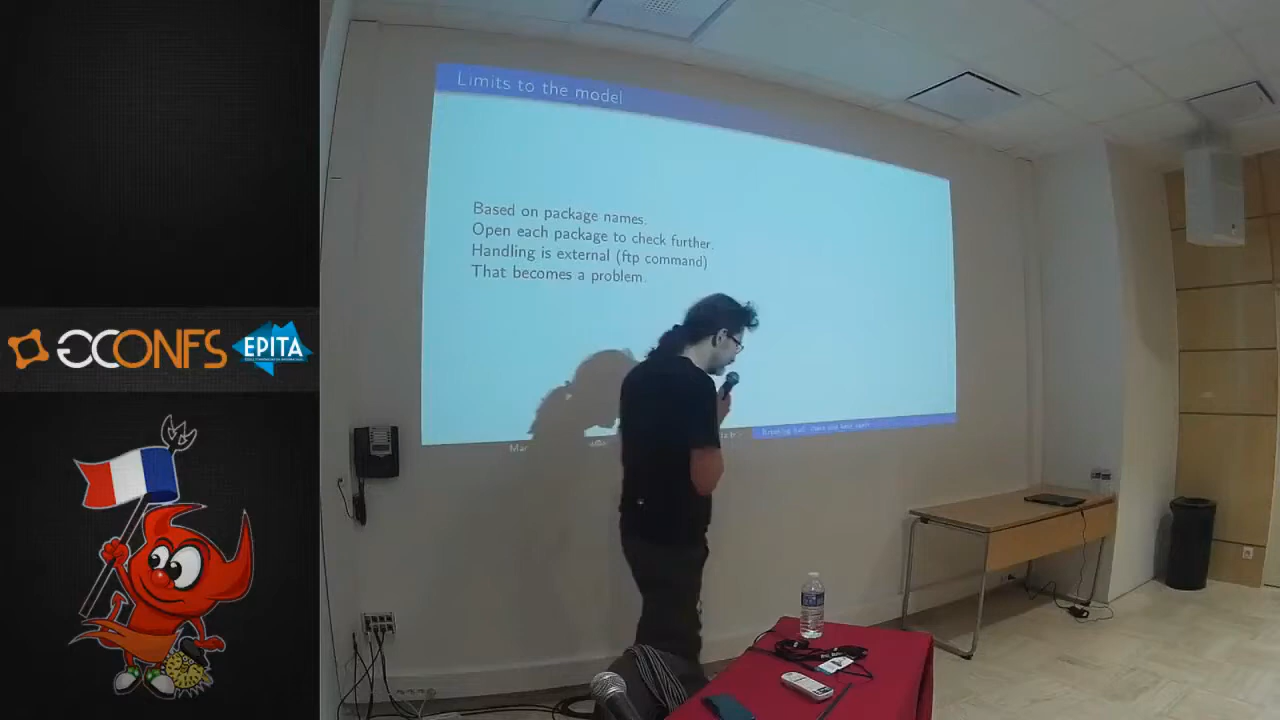 Limits to the model
Based on package names.
Open each package to check further.
Handling is external (ftp command)
That becomes a problem.
GCONFS
EPITA